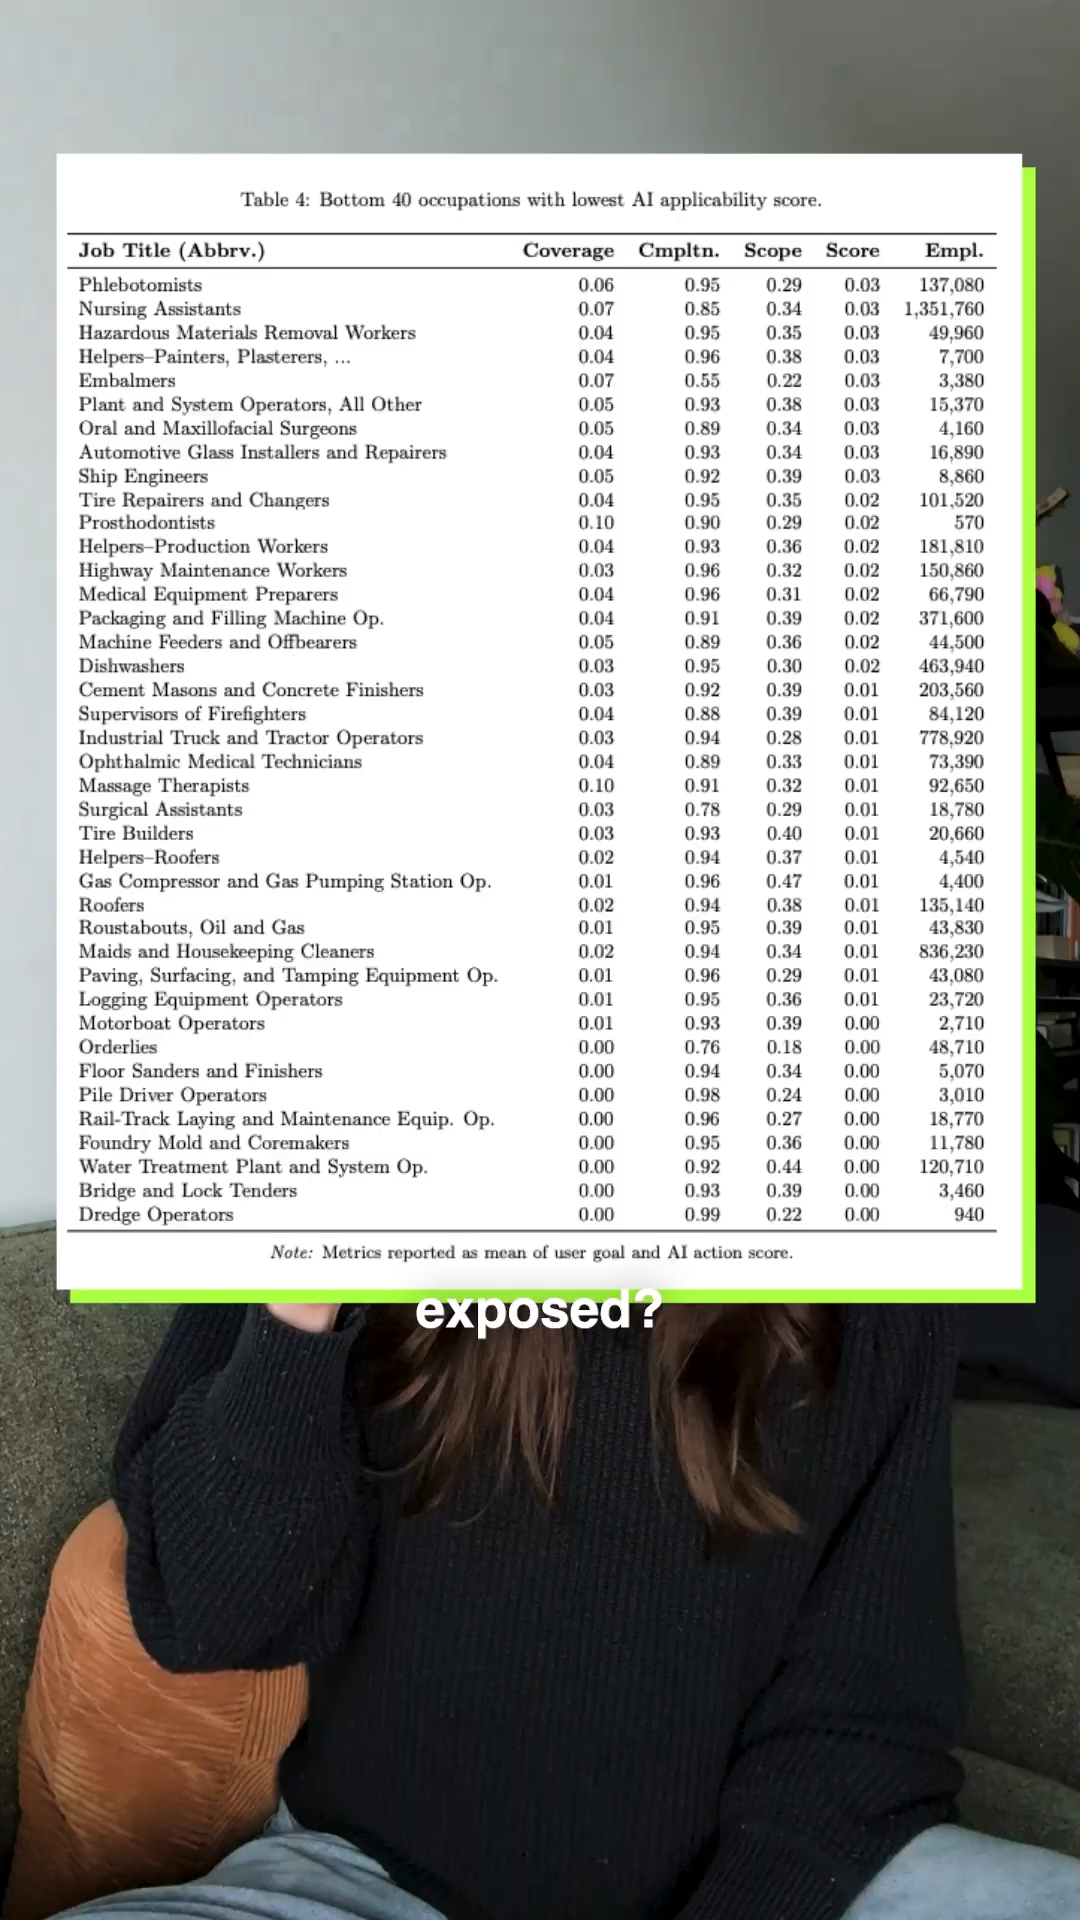 Table 4: Bottom 40 occupations with lowest AI applicability score.
Job Title (Abbrv.) Coverage Cmpltn. Scope Score Empl.
Phlebotomists 0.06 0.95 0.29 0.03 137,080
Nursing Assistants 0.07 0.85 0.34 0.03 1,351,760
Hazardous Materials Removal Workers 0.04 0.95 0.35 0.03 49,960
Helpers–Painters, Plasterers, ... 0.04 0.96 0.38 0.03 7,700
Embalmers 0.07 0.55 0.22 0.03 3,380
Plant and System Operators, All Other 0.05 0.93 0.38 0.03 15,370
Oral and Maxillofacial Surgeons 0.05 0.89 0.34 0.03 4,160
Automotive Glass Installers and Repairers 0.04 0.93 0.34 0.03 16,890
Ship Engineers 0.05 0.92 0.39 0.03 8,860
Tire Repairers and Changers 0.04 0.95 0.35 0.02 101,520
Prosthodontists 0.10 0.90 0.29 0.02 570
Helpers–Production Workers 0.04 0.93 0.36 0.02 181,810
Highway Maintenance Workers 0.03 0.96 0.32 0.02 150,860
Medical Equipment Preparers 0.04 0.96 0.31 0.02 66,790
Packaging and Filling Machine Op. 0.04 0.91 0.39 0.02 371,600
Machine Feeders and Offbearers 0.05 0.89 0.36 0.02 44,500
Dishwashers 0.03 0.95 0.30 0.02 463,940
Cement Masons and Concrete Finishers 0.03 0.92 0.39 0.01 203,560
Supervisors of Firefighters 0.04 0.88 0.39 0.01 84,120
Industrial Truck and Tractor Operators 0.03 0.94 0.28 0.01 778,920
Ophthalmic Medical Technicians 0.04 0.89 0.33 0.01 73,390
Massage Therapists 0.10 0.91 0.32 0.01 92,650
Surgical Assistants 0.03 0.78 0.29 0.01 18,780
Tire Builders 0.03 0.93 0.40 0.01 20,660
Helpers–Roofers 0.02 0.94 0.37 0.01 4,540
Gas Compressor and Gas Pumping Station Op. 0.01 0.96 0.47 0.01 4,400
Roofers 0.02 0.94 0.38 0.01 135,140
Roustabouts, Oil and Gas 0.01 0.95 0.39 0.01 43,830
Maids and Housekeeping Cleaners 0.02 0.94 0.34 0.01 836,230
Paving, Surfacing, and Tamping Equipment Op. 0.01 0.96 0.29 0.01 43,080
Logging Equipment Operators 0.01 0.95 0.36 0.01 23,720
Motorboat Operators 0.01 0.93 0.39 0.00 2,710
Orderlies 0.00 0.76 0.18 0.00 48,710
Floor Sanders and Finishers 0.00 0.94 0.34 0.00 5,070
Pile Driver Operators 0.00 0.98 0.24 0.00 3,010
Rail-Track Laying and Maintenance Equip. Op. 0.00 0.96 0.27 0.00 18,770
Foundry Mold and Coremakers 0.00 0.95 0.36 0.00 11,780
Water Treatment Plant and System Op. 0.00 0.92 0.44 0.00 120,710
Bridge and Lock Tenders 0.00 0.93 0.39 0.00 3,460
Dredge Operators 0.00 0.99 0.22 0.00 940
Note: Metrics reported as mean of user goal and AI action score.
exposed?